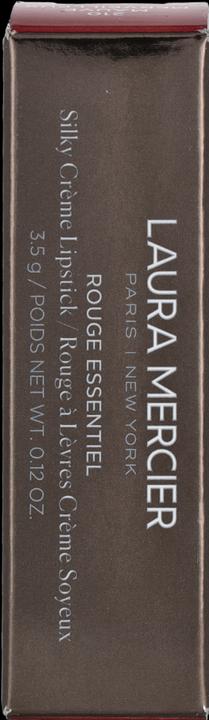 LAURA MERCIER
PARIS | NEW YORK
ROUGE ESSENTIEL
Silky Crème Lipstick / Rouge à Lèvres Crème Soyeux
3.5 g / POIDS NET WT. 0.12 OZ.
210